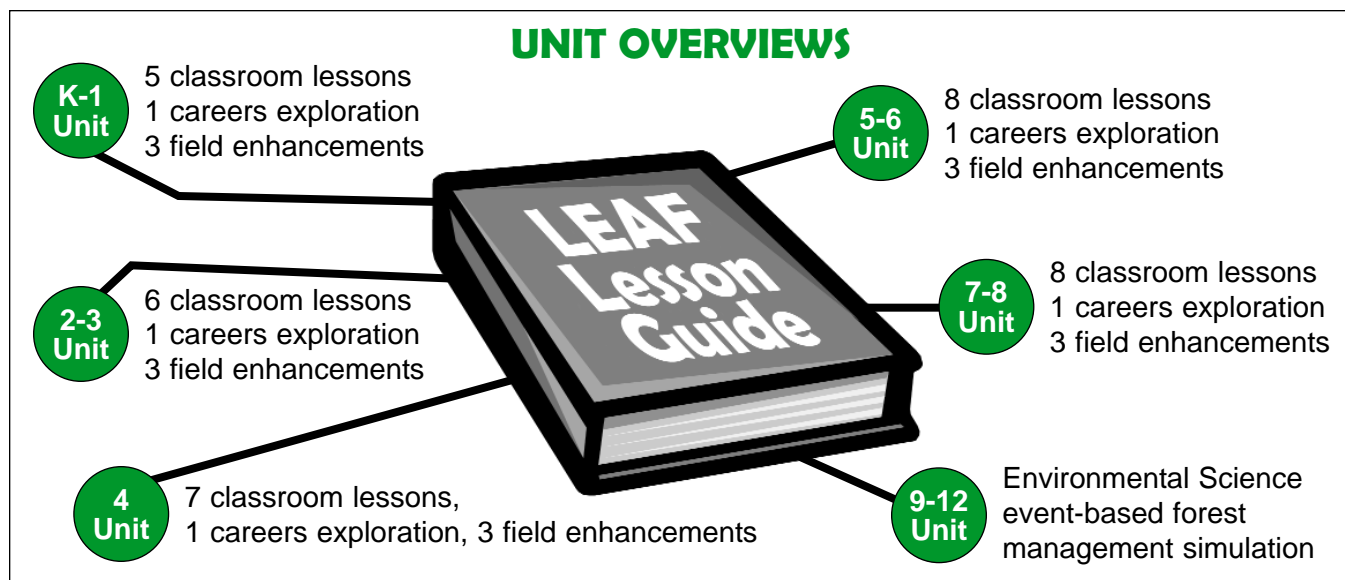 UNIT OVERVIEWS
K-1
Unit
5 classroom lessons
1 careers exploration
3 field enhancements
2-3
Unit
6 classroom lessons
1 careers exploration
3 field enhancements
4
Unit
7 classroom lessons,
1 careers exploration, 3 field enhancements
LEAF
Lesson
Guide
5-6
Unit
8 classroom lessons
1 careers exploration
3 field enhancements
7-8
Unit
8 classroom lessons
1 careers exploration
3 field enhancements
9-12
Unit
Environmental Science
event-based forest
management simulation